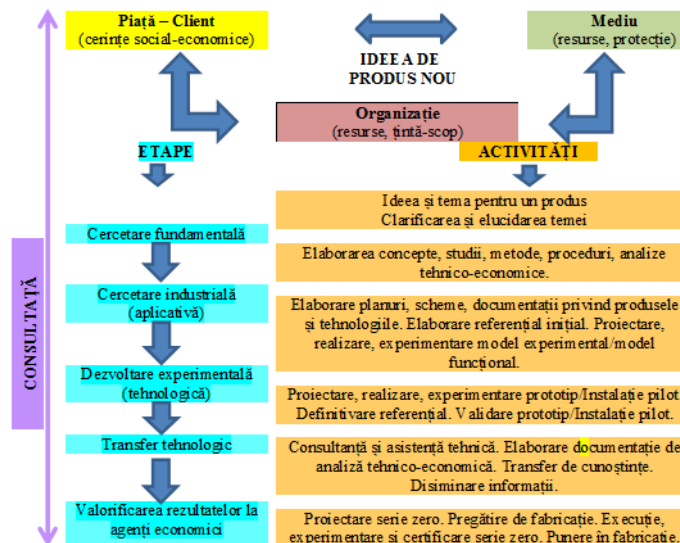 Piață – Client
(cerințe social-economice)
Mediu
(resurse, protecție)
IDEEA DE
PRODUS NOU
Organizație
(resurse, țintă-scop)
ETAPE
ACTIVITĂȚI
Ideea și tema pentru un produs
Clarificarea și elucidarea temei
Cercetare fundamentală
Elaborarea concepte, studii, metode, proceduri, analize
tehnico-economice.
Cercetare industrială
(aplicativă)
Elaborare planuri, scheme, documentații privind produsele
și tehnologiile. Elaborare referențial inițial. Proiectare,
realizare, experimentare model experimental/model
funcțional.
Dezvoltare experimentală
(tehnologică)
Proiectare, realizare, experimentare prototip/Instalație pilot
Definitivare referențial. Validare prototip/Instalație pilot.
Transfer tehnologic
Consultanță și asistență tehnică. Elaborare documentație de
analiză tehnico-economică. Transfer de cunoștințe.
Disiminare informații.
Valorificarea rezultatelor la
agenți economici
Proiectare serie zero. Pregătire de fabricație. Execuție,
experimentare și certificare serie zero. Punere în fabricație.
CONSULTAȚĂ